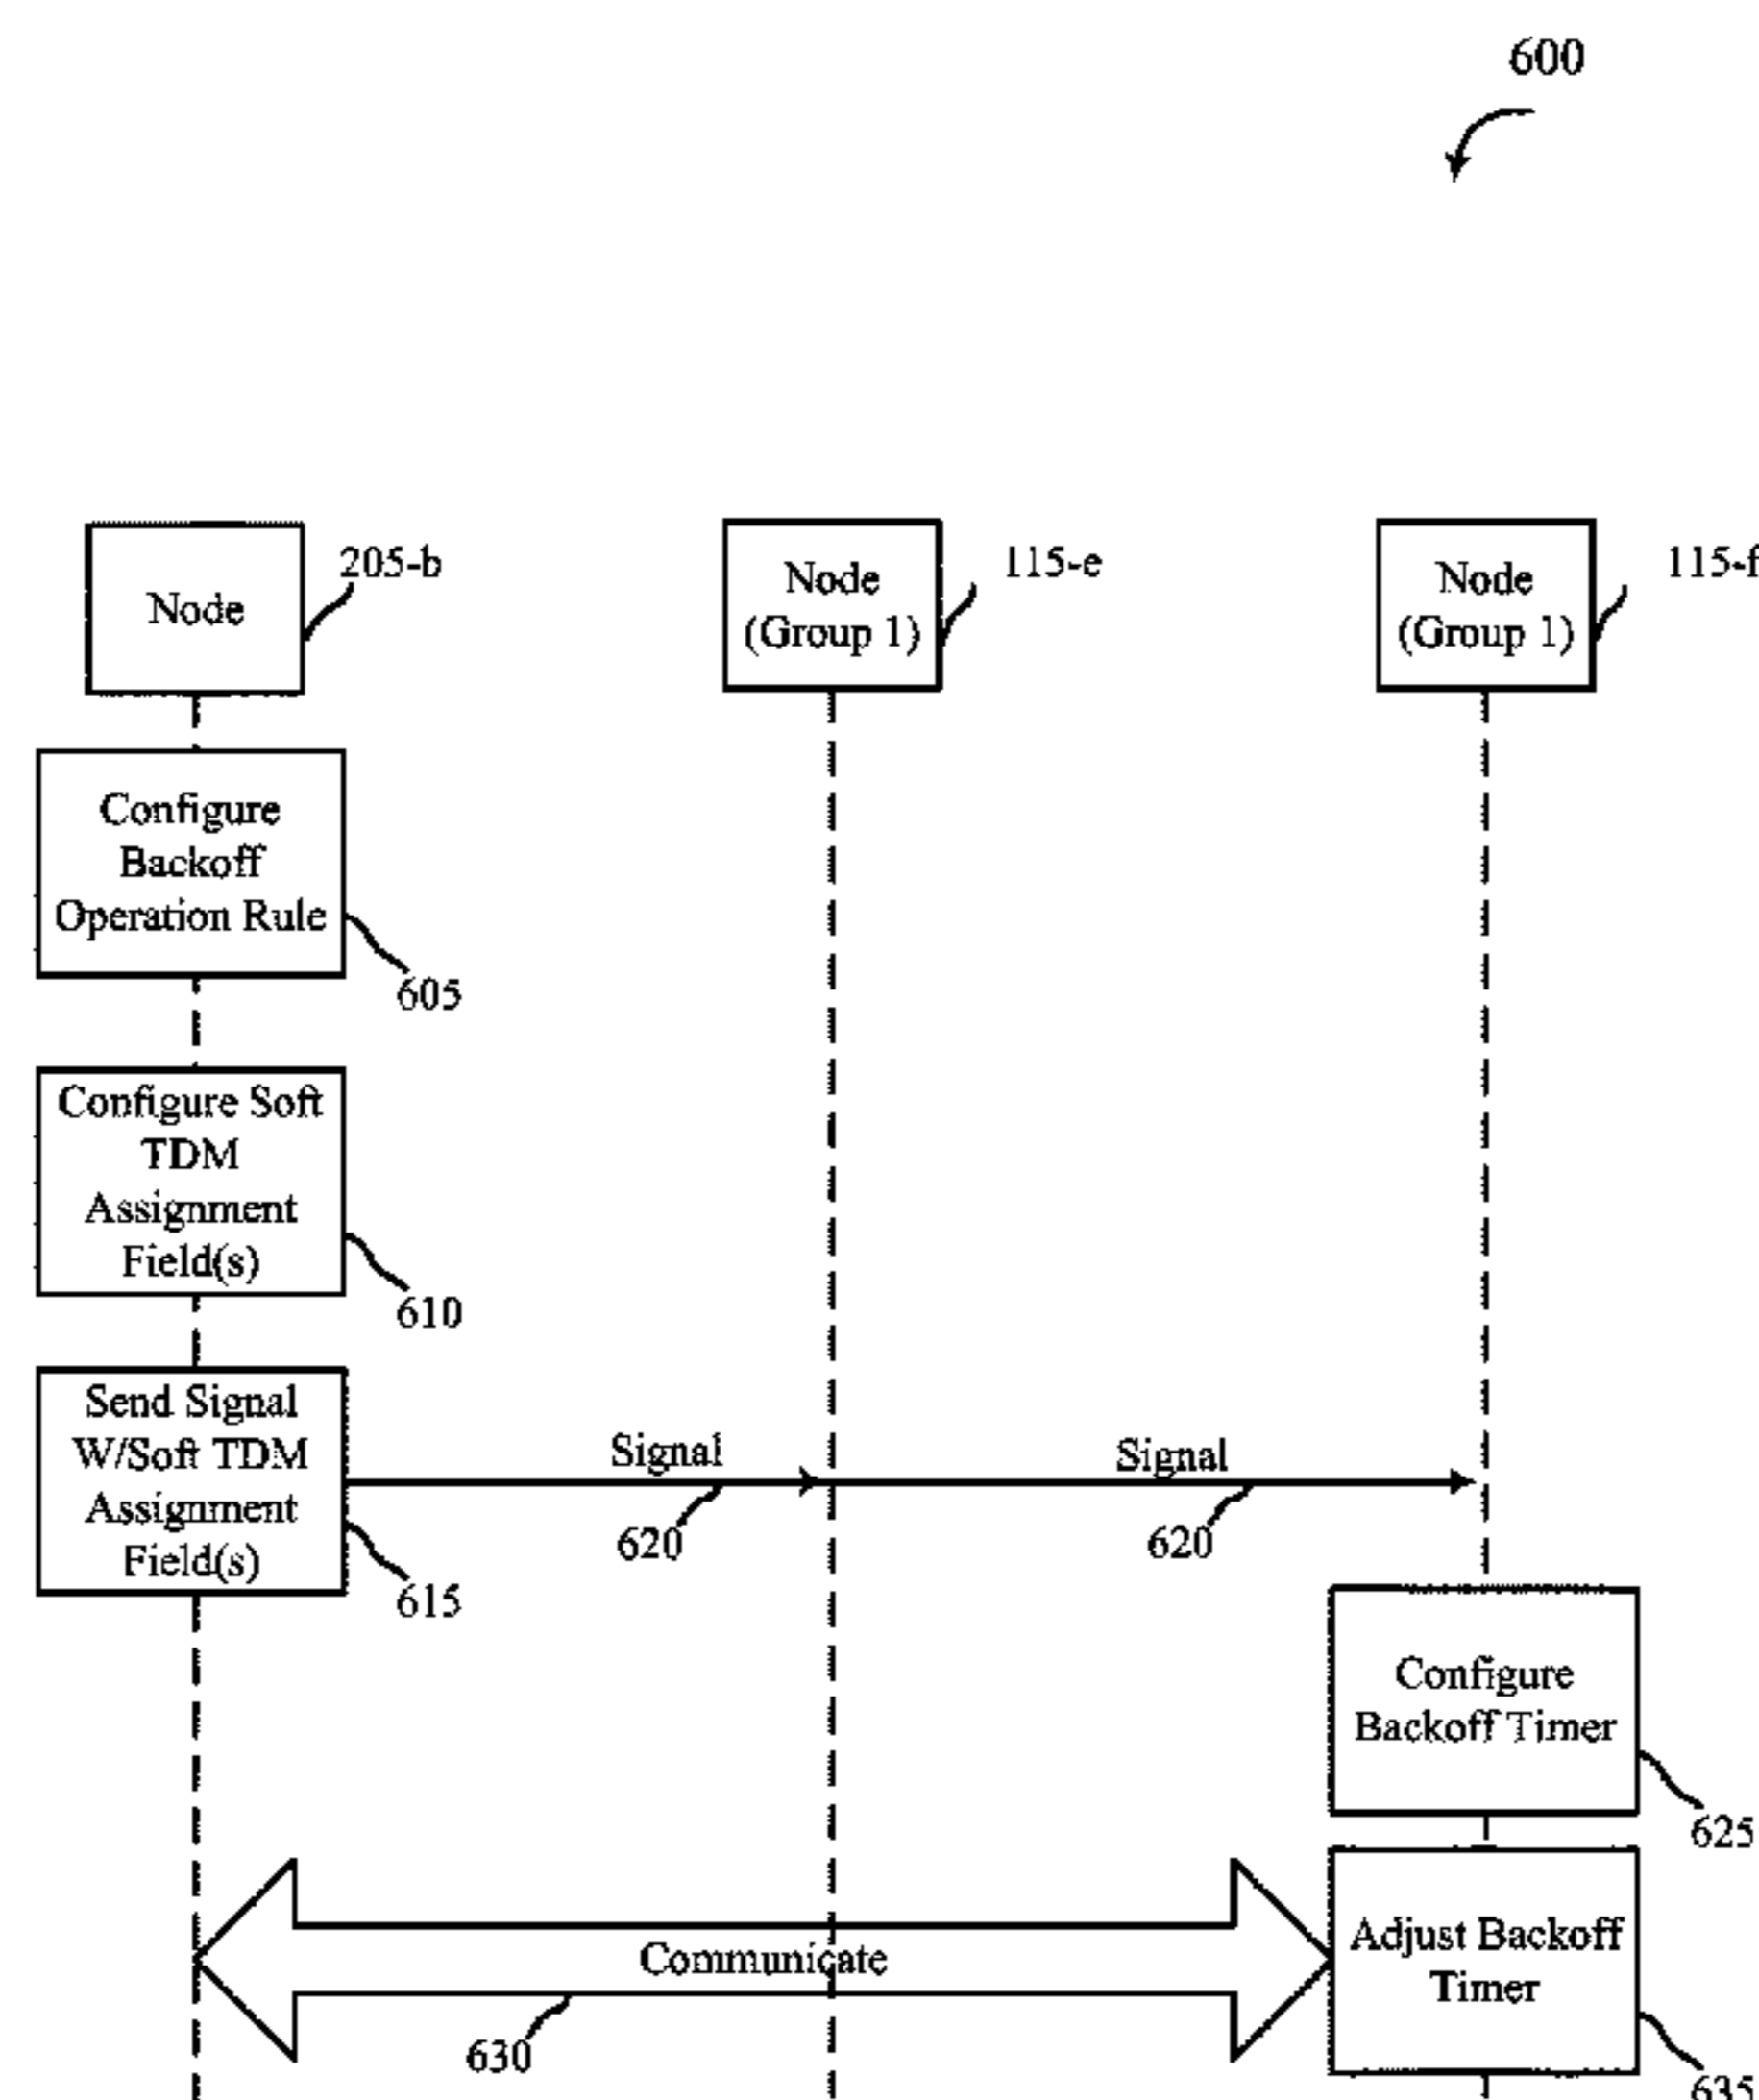 600
Node
205-b
Node
(Group 1)
115-e
Node
(Group 1)
115-f
Configure
Backoff
Operation Rule
605
Configure Soft
TDM
Assignment
Field(s)
610
Send Signal
W/Soft TDM
Assignment
Field(s)
615
Signal
620
Signal
620
Configure
Backoff Timer
625
Communicate
630
Adjust Backoff
Timer
635